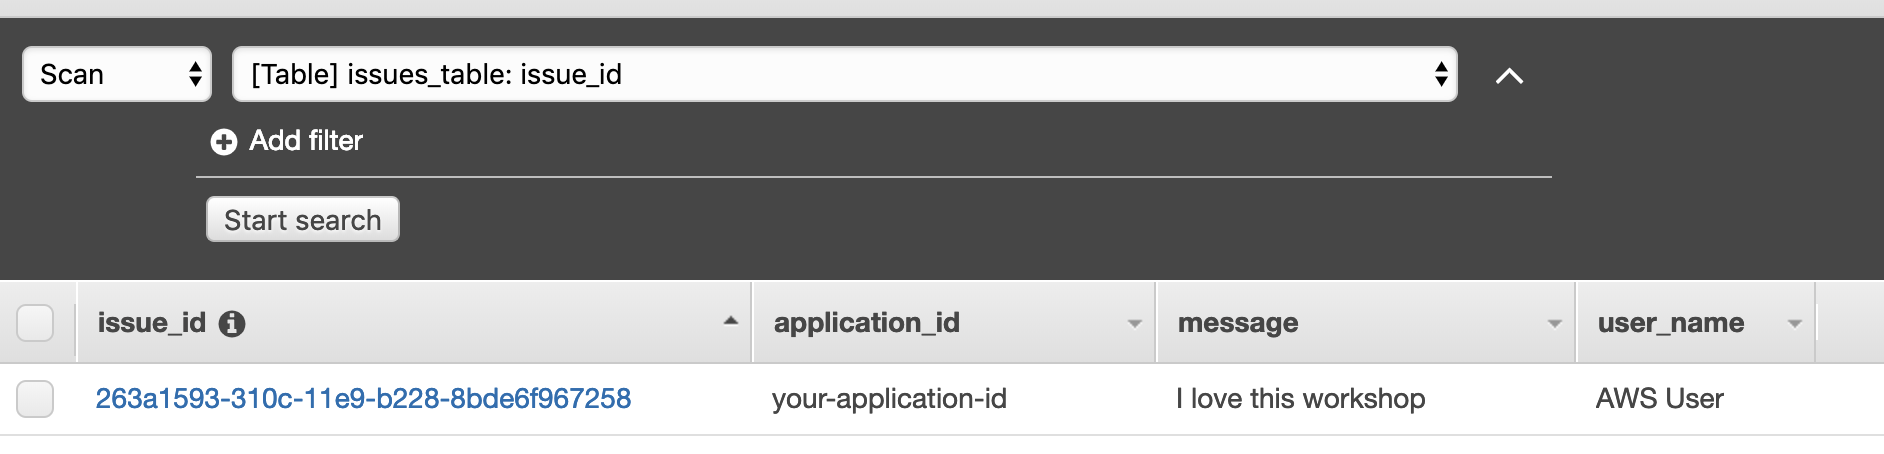 Scan [Table] issues_table: issue_id
Add filter
Start search
issue_id application_id message user_name
263a1593-310c-11e9-b228-8bde6f967258 your-application-id I love this workshop AWS User